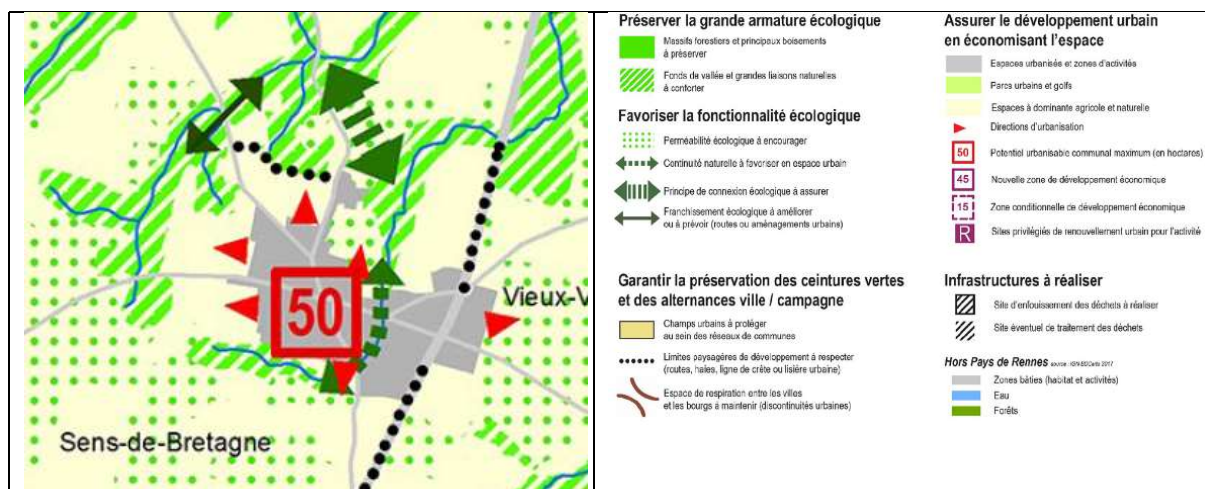 50
Vieux-V
Sens-de-Bretagne
Préserver la grande armature écologique
Massifs forestiers et principaux boisements
à préserver
Fonds de vallée et grandes liaisons naturelles
à conforter
Favoriser la fonctionnalité écologique
Perméabilité écologique à encourager
Continuité naturelle à favoriser en espace urbain
Principe de connexion écologique à assurer
Franchissement écologique à améliorer
ou à prévoir (routes ou aménagements urbains)
Garantir la préservation des ceintures vertes
et des alternances ville / campagne
Champs urbains à protéger
au sein des réseaux de communes
Limites paysagères de développement à respecter
(routes, haies, ligne de crête ou lisière urbaine)
Espace de respiration entre les villes
et les bourgs à maintenir (discontinuités urbaines)
Assurer le développement urbain
en économisant l'espace
Espaces urbanisés et zones d'activités
Parcs urbains et golfs
Espaces à dominante agricole et naturelle
Directions d'urbanisation
50
Potentiel urbanisable communal maximum (en hectares)
45
Nouvelle zone de développement économique
15
Zone conditionnelle de développement économique
R
Sites privilégiés de renouvellement urbain pour l'activité
Infrastructures à réaliser
Site d'enfouissement des déchets à réaliser
Site éventuel de traitement des déchets
Hors Pays de Rennes source : IGN-BDCarto 2017
Zones bâties (habitat et activités)
Eau
Forêts